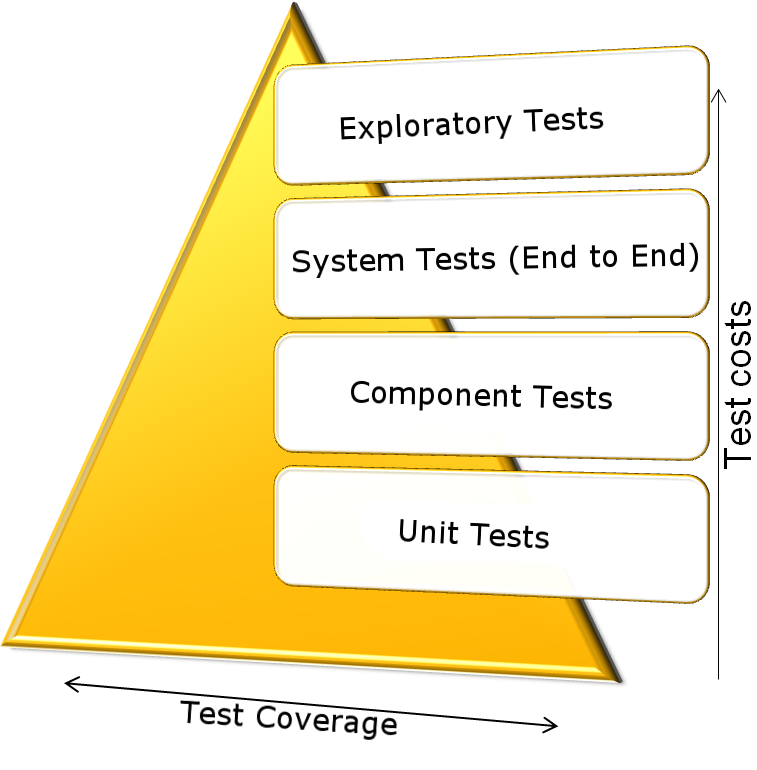 Exploratory Tests
System Tests (End to End)
Component Tests
Unit Tests
Test costs
Test Coverage